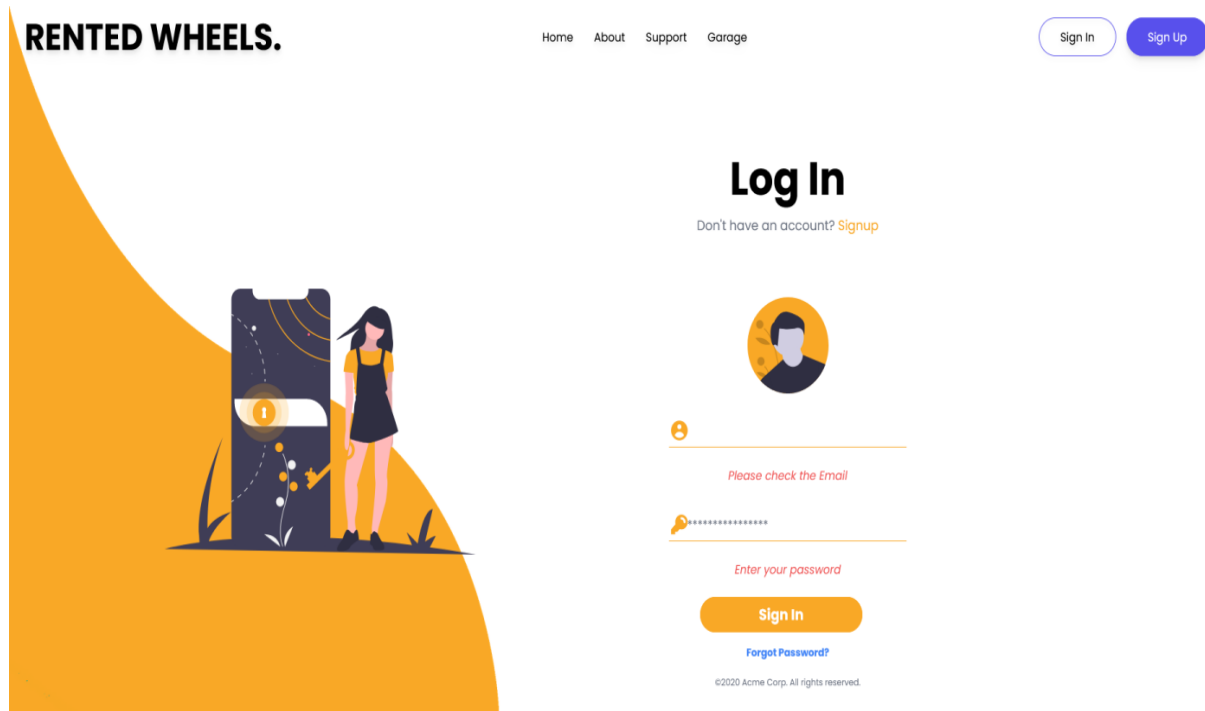 RENTED WHEELS.
Home About Support Garage
Sign In
Sign Up
Log In
Don't have an account? Signup
Please check the Email
****************
Enter your password
Sign In
Forgot Password?
©2020 Acme Corp. All rights reserved.